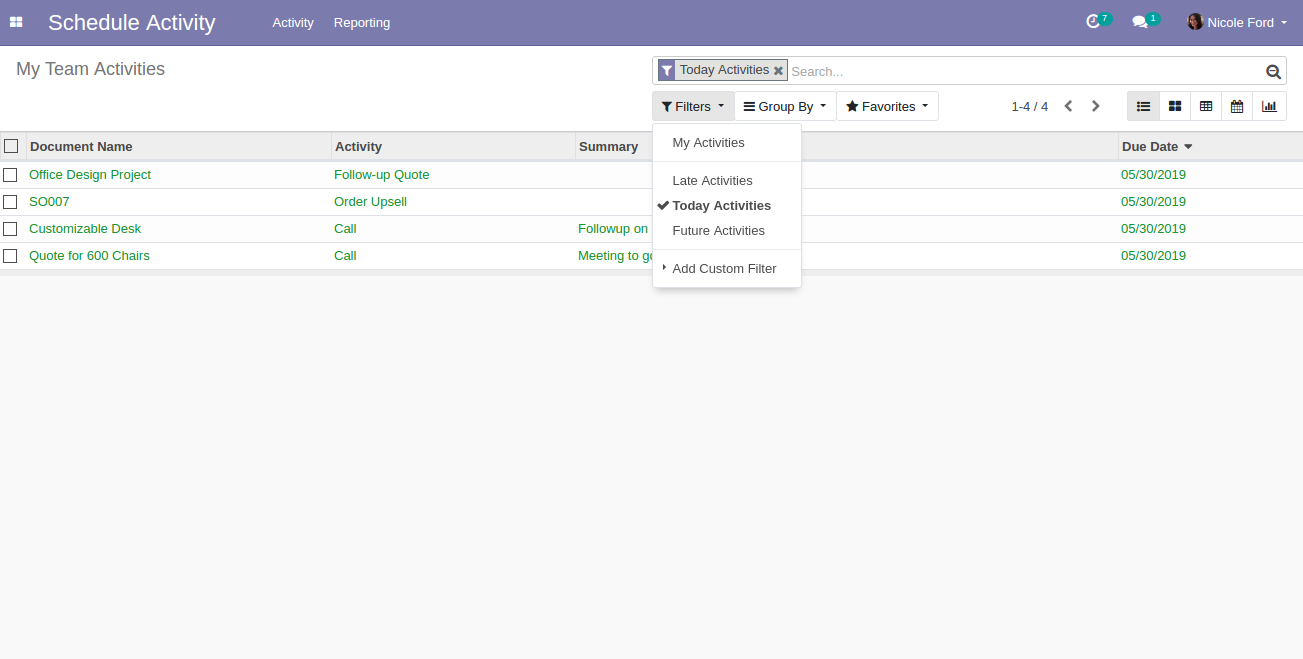 Schedule Activity Activity Reporting 7 1 Nicole Ford
My Team Activities
Today Activities Search...
Filters Group By Favorites 1-4 / 4
My Activities
Late Activities
Today Activities
Future Activities
Add Custom Filter
Document Name Activity Summary Due Date
Office Design Project Follow-up Quote 05/30/2019
SO007 Order Upsell 05/30/2019
Customizable Desk Call Followup on 05/30/2019
Quote for 600 Chairs Call Meeting to 05/30/2019